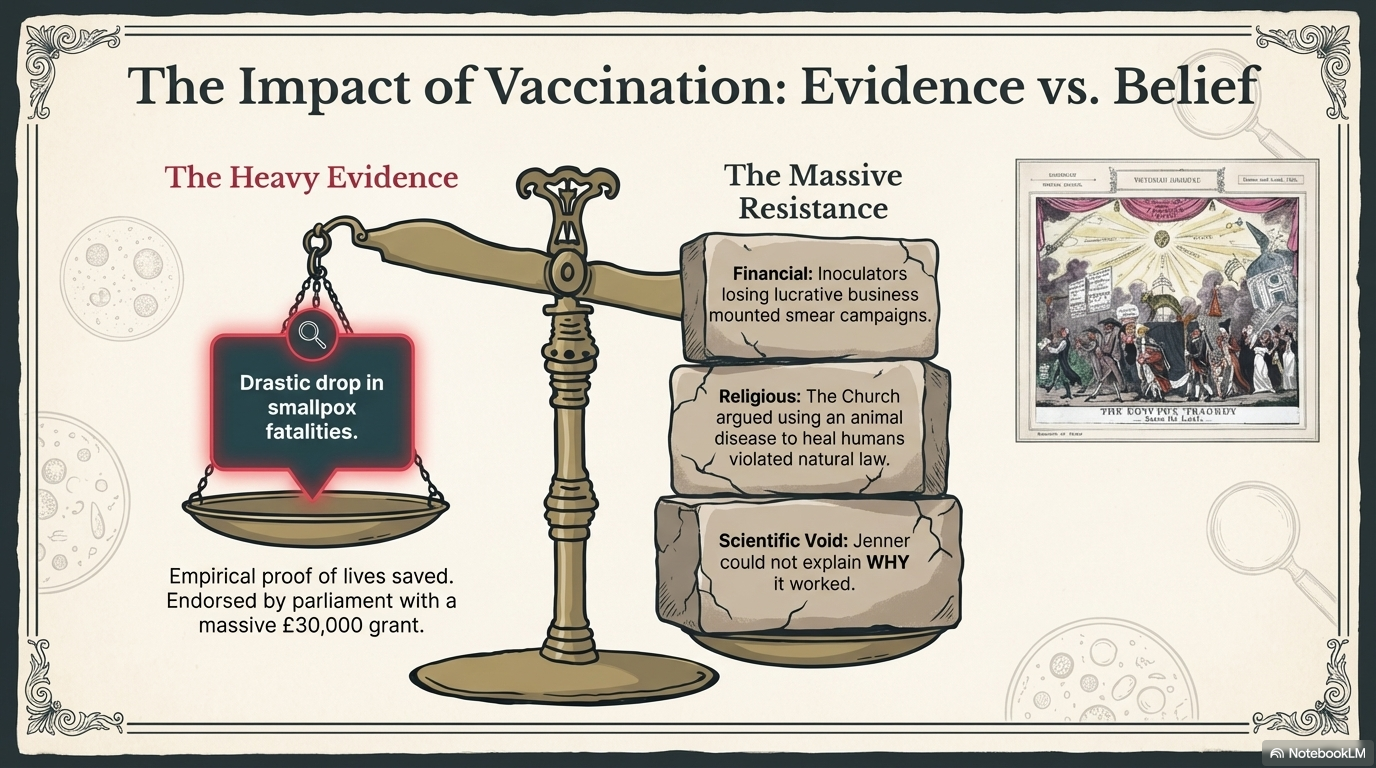 The Impact of Vaccination: Evidence vs. Belief
The Heavy Evidence
Drastic drop in
smallpox
fatalities.
Empirical proof of lives saved.
Endorsed by parliament with a
massive £30,000 grant.
The Massive
Resistance
Financial: Inoculators
losing lucrative business
mounted smear campaigns.
Religious: The Church
argued using an animal
disease to heal humans
violated natural law.
Scientific Void: Jenner
could not explain WHY
it worked.
NotebookLM